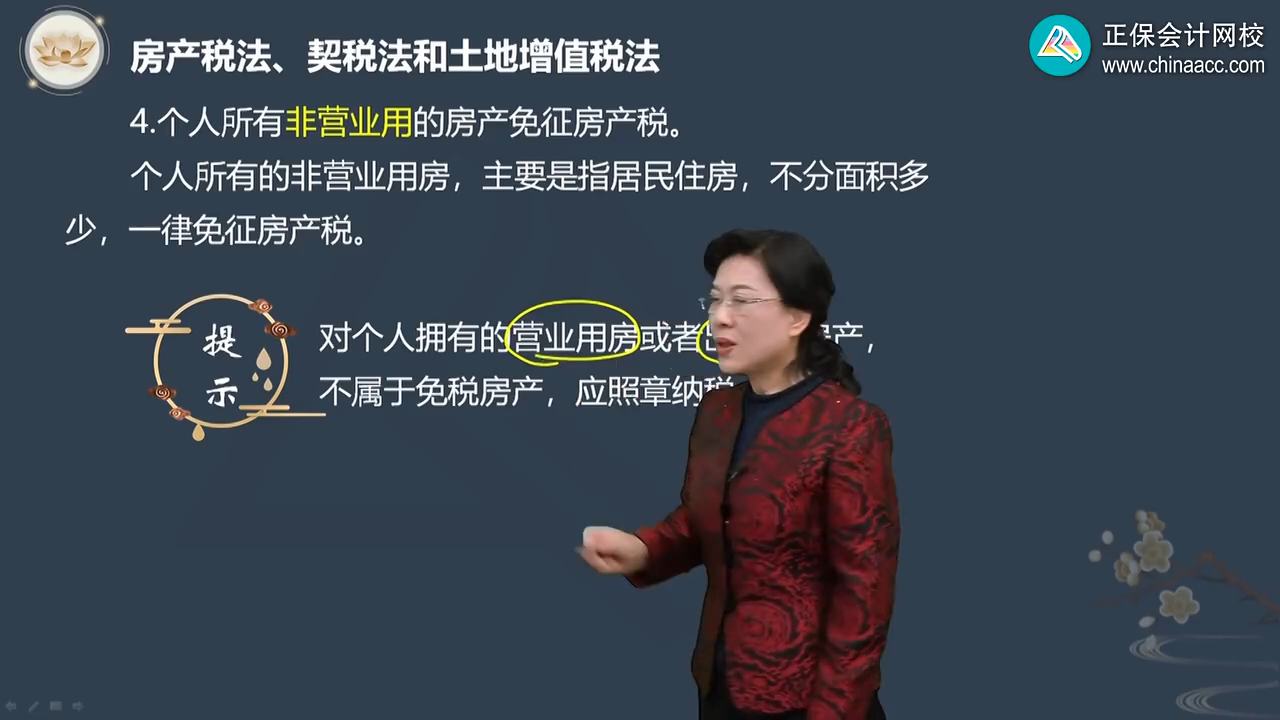 房产税法、契税法和土地增值税法
正保会计网校
www.chinaacc.com
4.个人所有非营业用的房产免征房产税。
个人所有的非营业用房，主要是指居民住房，不分面积多
少，一律免征房产税。
提
示
对个人拥有的营业用房或者 产，
不属于免税房产，应照章纳税